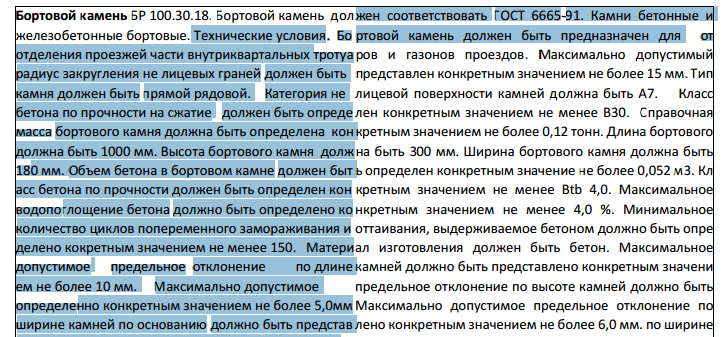 Бортовой камень БР 100.30.18. Бортовой камень должен соответствовать ГОСТ 6665-91. Камни бетонные и
железобетонные бортовые. Технические условия. Бортовой камень должен быть предназначен для от
отделения проезжей части внутриквартальных тротуаров и газонов проездов. Максимально допустимый
радиус закругления не лицевых граней должен быть представлен конкретным значением не более 15 мм. Тип
камня должен быть прямой рядовой. Категория не лицевой поверхности камней должна быть А7. Класс
бетона по прочности на сжатие должен быть определен конкретным значением не менее В30. Справочная
масса бортового камня должна быть определена конкретным значением не более 0,12 тонн. Длина бортового
должна быть 1000 мм. Высота бортового камня должна быть 300 мм. Ширина бортового камня должна быть
180 мм. Объем бетона в бортовом камне должен быть определен конкретным значение не более 0,052 м3. Кл
асс бетона по прочности должен быть определен конкретным значением не менее Btb 4,0. Максимальное
водопоглощение бетона должно быть определено конкретным значением не менее 4,0 %. Минимальное
количество циклов попеременного замораживания и оттаивания, выдерживаемое бетоном должно быть опре
делено кокретным значением не менее 150. Материал изготовления должен быть бетон. Максимальное
допустимое предельное отклонение по длине камней должно быть представлено конкретным значени
ем не более 10 мм. Максимально допустимое предельное отклонение по высоте камней должно быть
определенно конкретным значением не более 5,0мм Максимально допустимое предельное отклонение по
ширине камней по основанию должно быть представлено конкретным значением не более 6,0 мм. по ширине